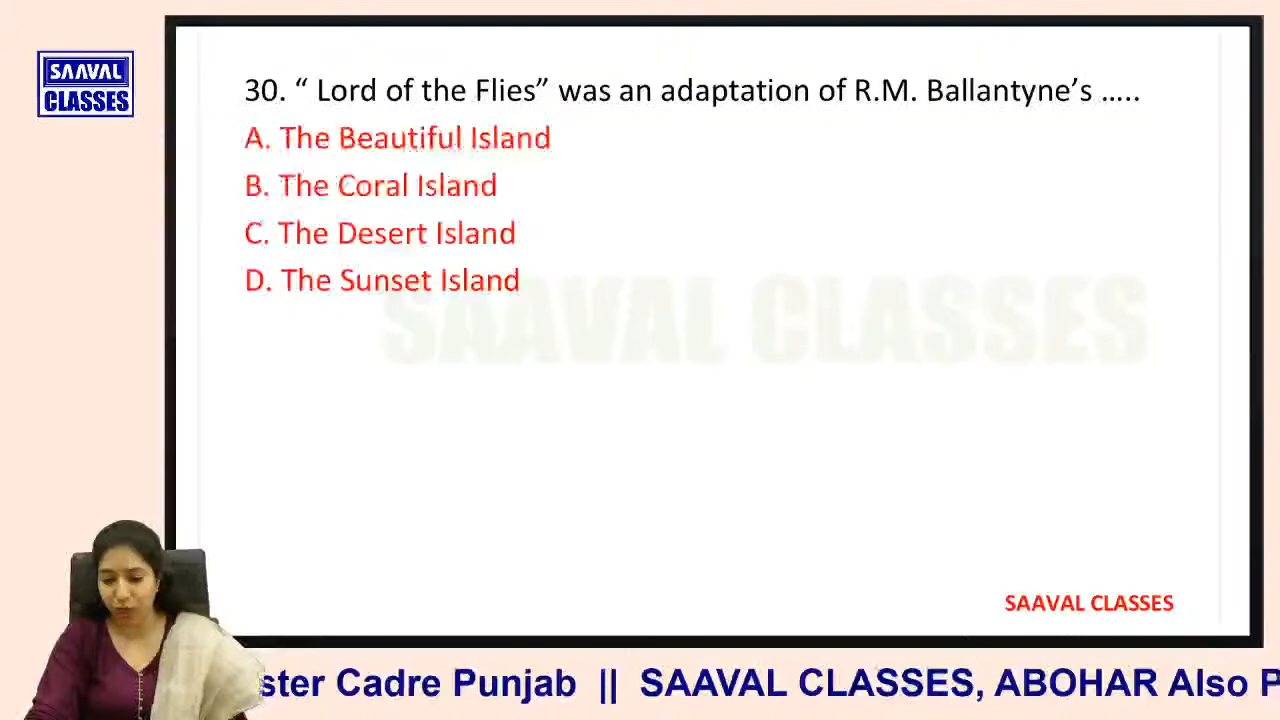 SAAVAL
CLASSES
30. “ Lord of the Flies” was an adaptation of R.M. Ballantyne’s …..
A. The Beautiful Island
B. The Coral Island
C. The Desert Island
D. The Sunset Island
SAAVAL CLASSES
SAAVAL CLASSES
ster Cadre Punjab || SAAVAL CLASSES, ABOHAR Also P